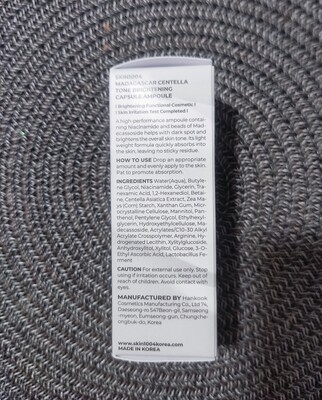 SKIN1004
MADAGASCAR CENTELLA
TONE BRIGHTENING
CAPSULE AMPOULE
| Brightening Functional Cosmetic |
| Skin Irritation Test Completed |
A high-performance ampoule contain-
ing Niacinamide and beads of Mad-
ecassoside helps with dark spot and
brightens the overall skin tone. Its light
weight formula quickly absorbs into
the skin, leaving no sticky residue.
HOW TO USE Drop an appropriate
amount and evenly apply to the skin.
Pat to promote absorption.
INGREDIENTS Water(Aqua), Butyle-
ne Glycol, Niacinamide, Glycerin, Tra-
nexamic Acid, 1,2-Hexanediol, Betai-
ne, Centella Asiatica Extract, Zea Ma-
ys (Corn) Starch, Xanthan Gum, Mic-
rocrystalline Cellulose, Mannitol, Pan-
thenol, Pentylene Glycol, Ethylhexyl-
glycerin, Hydroxyethylcellulose, Ma-
decassoside, Acrylates/C10-30 Alkyl
Acrylate Crosspolymer, Arginine, Hy-
drogenated Lecithin, Xylitylglucoside,
Anhydroxylitol, Xylitol, Glucose, 3-O-
Ethyl Ascorbic Acid, Lactobacillus Fe-
rment
CAUTION For external use only. Stop
using if irritation occurs. Keep out of
reach of children. Avoid contact with
eyes.
MANUFACTURED BY Hankook
Cosmetics Manufacturing Co., Ltd 74,
Daeseong-ro 547Beon-gil, Samseong
-myeon, Eumseong-gun, Chungche-
ongbuk-do, Korea
www.skin1004korea.com
MADE IN KOREA